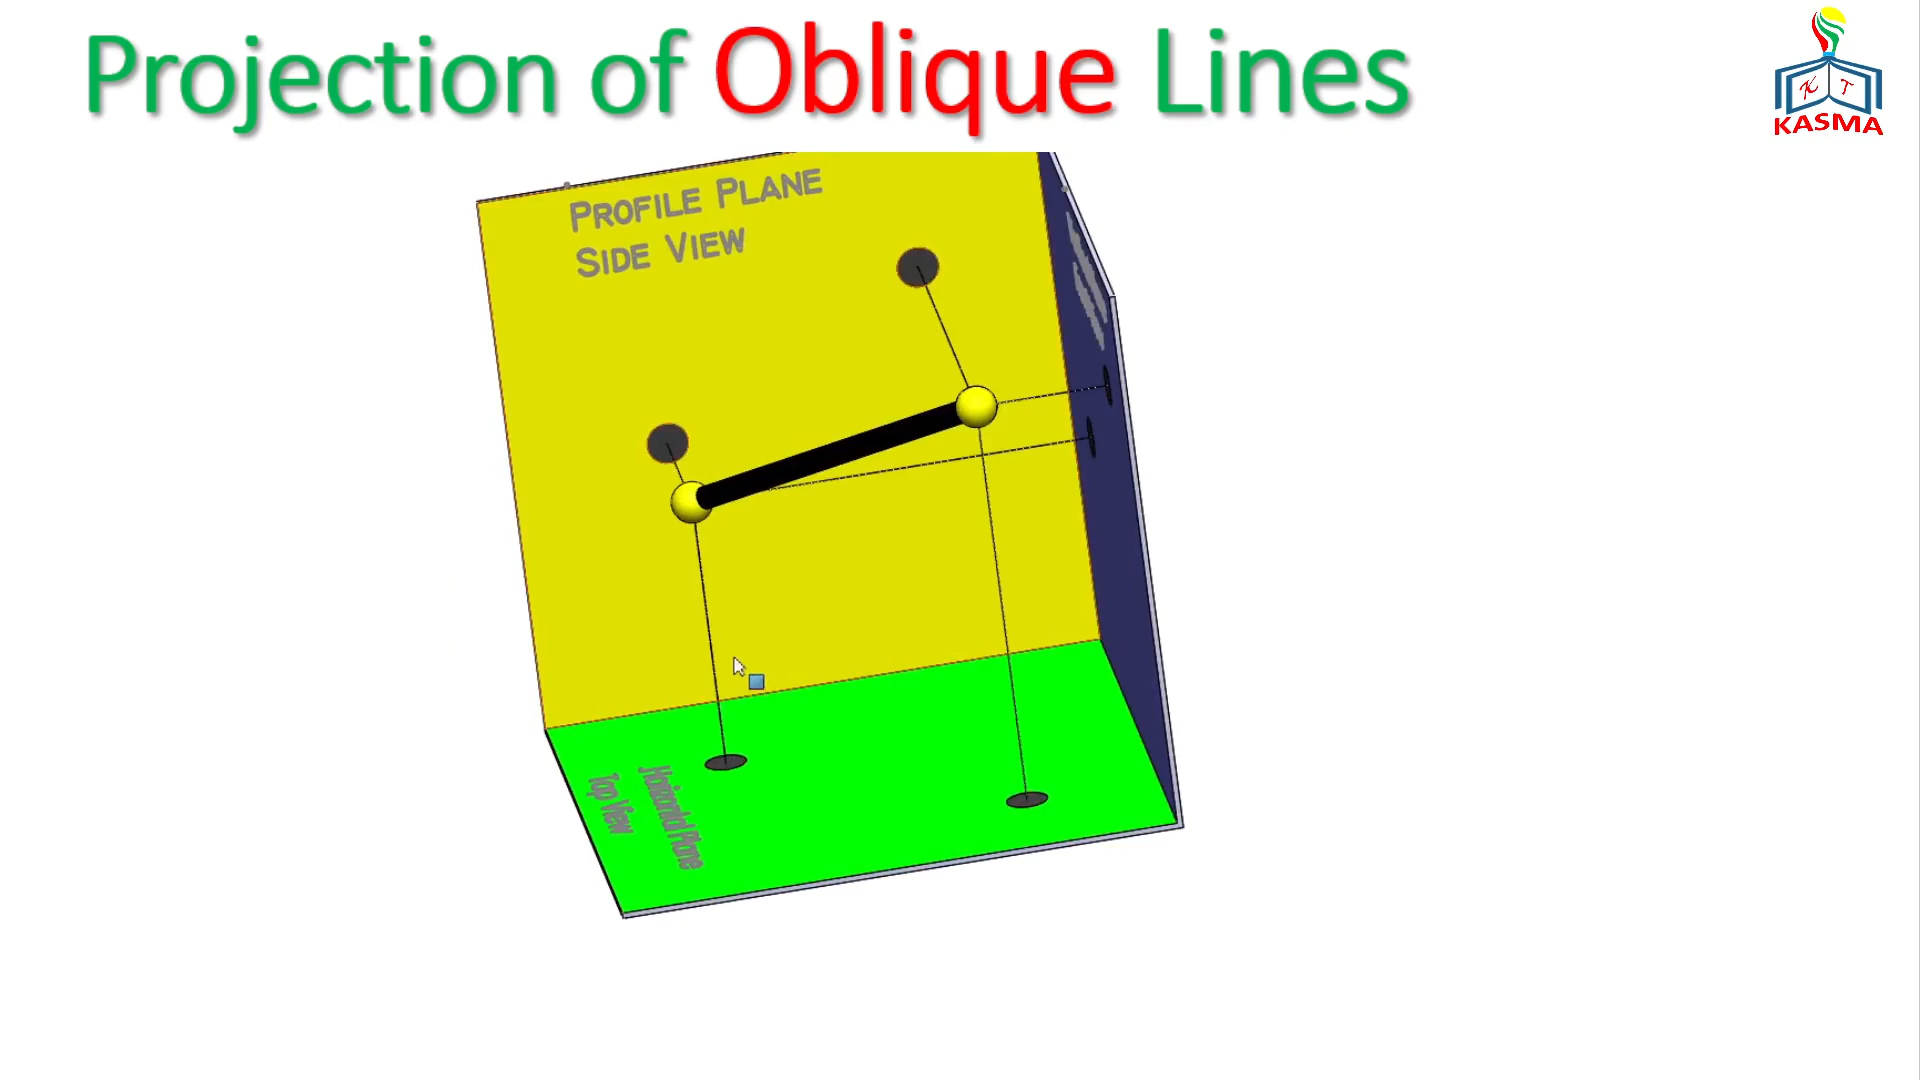 Projection of Oblique Lines
K T
KASMA
PROFILE PLANE
SIDE VIEW
Horizontal Plane
Top View